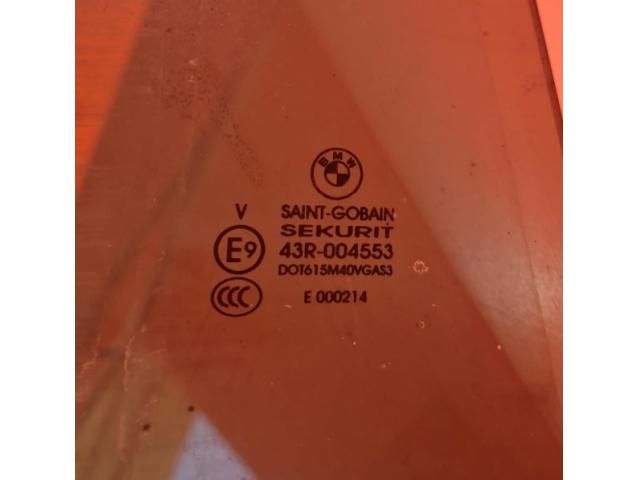 BMW
V SAINT-GOBAIN
SEKURIT
E9 43R-004553
DOT615M40VGAS3
CCC E 000214